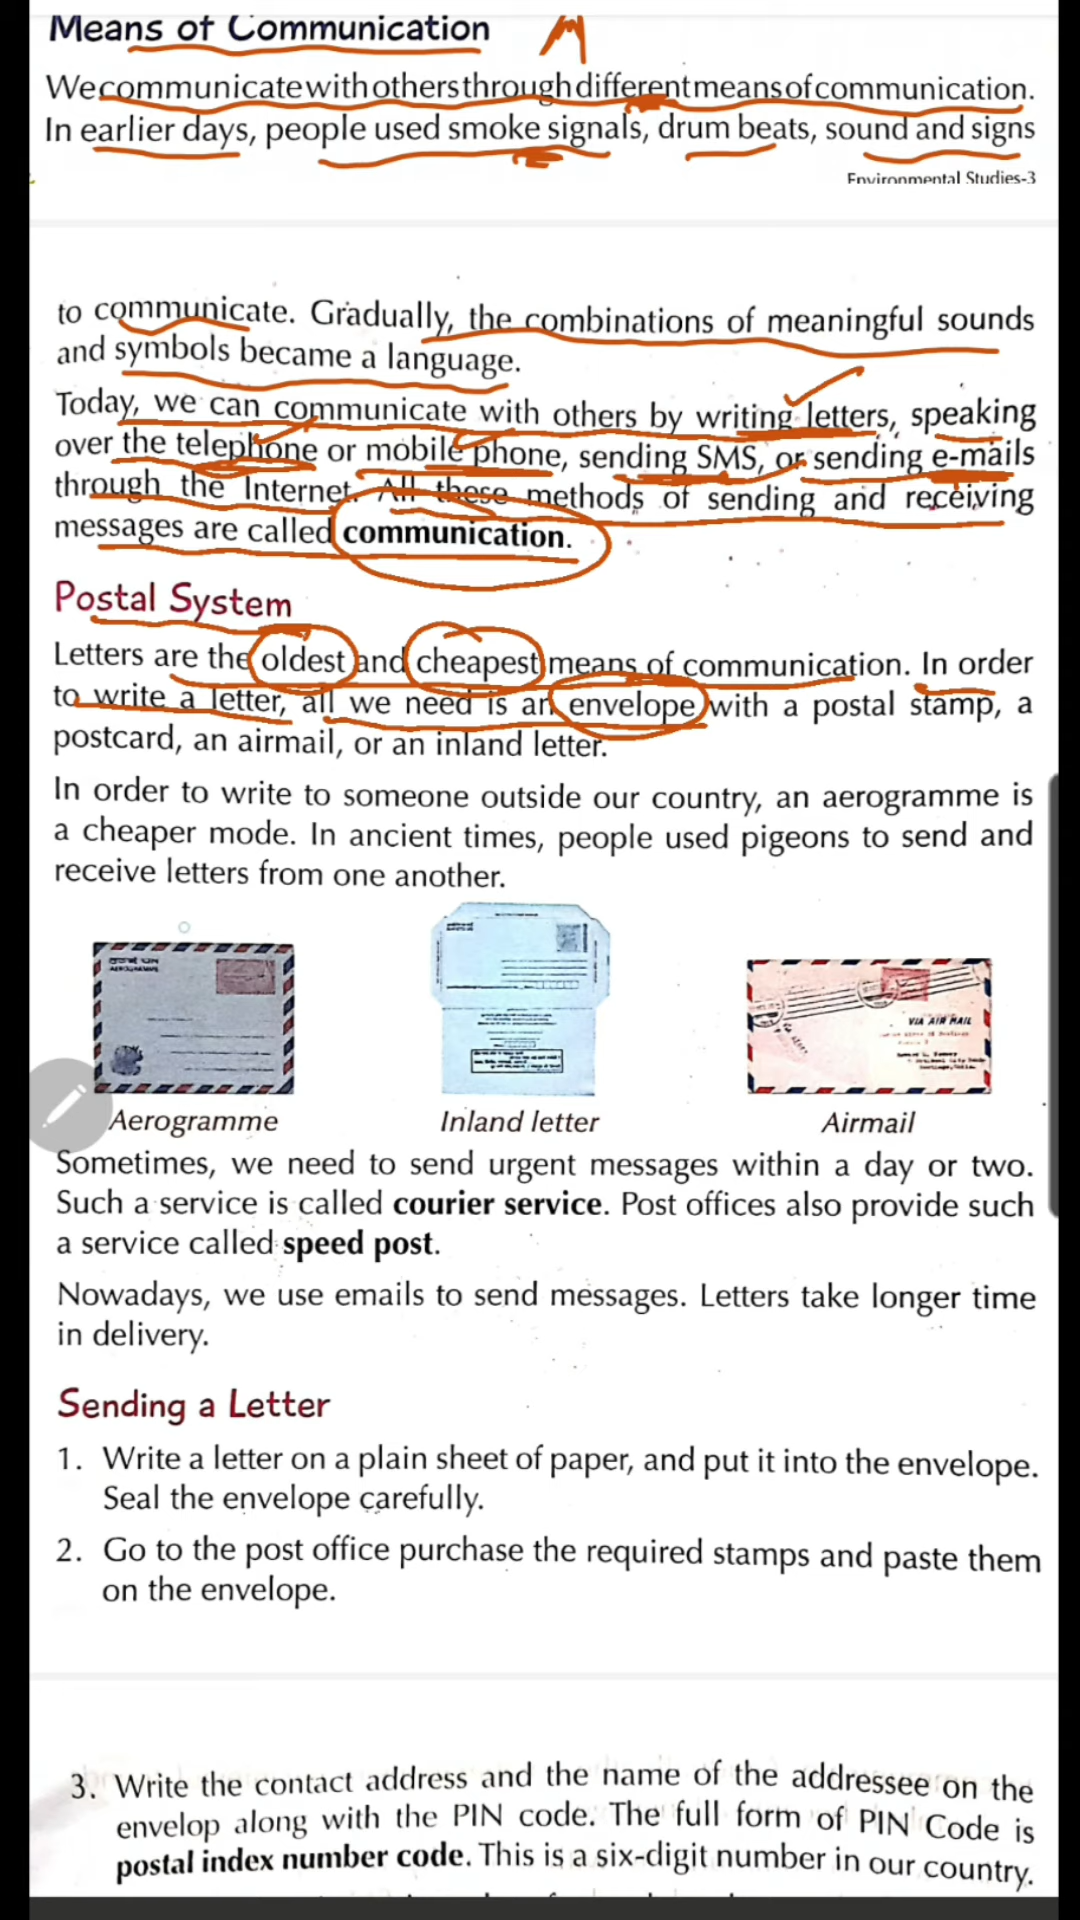 Means of Communication
We communicate with others through different means of communication.
In earlier days, people used smoke signals, drum beats, sound and signs
Environmental Studies-3
to communicate. Gradually, the combinations of meaningful sounds
and symbols became a language.
Today, we can communicate with others by writing letters, speaking
over the telephone or mobile phone, sending SMS, or sending e-mails
through the Internet. All these methods of sending and receiving
messages are called communication.
Postal System
Letters are the oldest and cheapest means of communication. In order
to write a letter, all we need is an envelope with a postal stamp, a
postcard, an airmail, or an inland letter.
In order to write to someone outside our country, an aerogramme is
a cheaper mode. In ancient times, people used pigeons to send and
receive letters from one another.
AEROGRAMME
VIA AIR MAIL
Aerogramme Inland letter Airmail
Sometimes, we need to send urgent messages within a day or two.
Such a service is called courier service. Post offices also provide such
a service called speed post.
Nowadays, we use emails to send messages. Letters take longer time
in delivery.
Sending a Letter
1. Write a letter on a plain sheet of paper, and put it into the envelope.
Seal the envelope carefully.
2. Go to the post office purchase the required stamps and paste them
on the envelope.
3. Write the contact address and the name of the addressee on the
envelop along with the PIN code. The full form of PIN Code is
postal index number code. This is a six-digit number in our country.